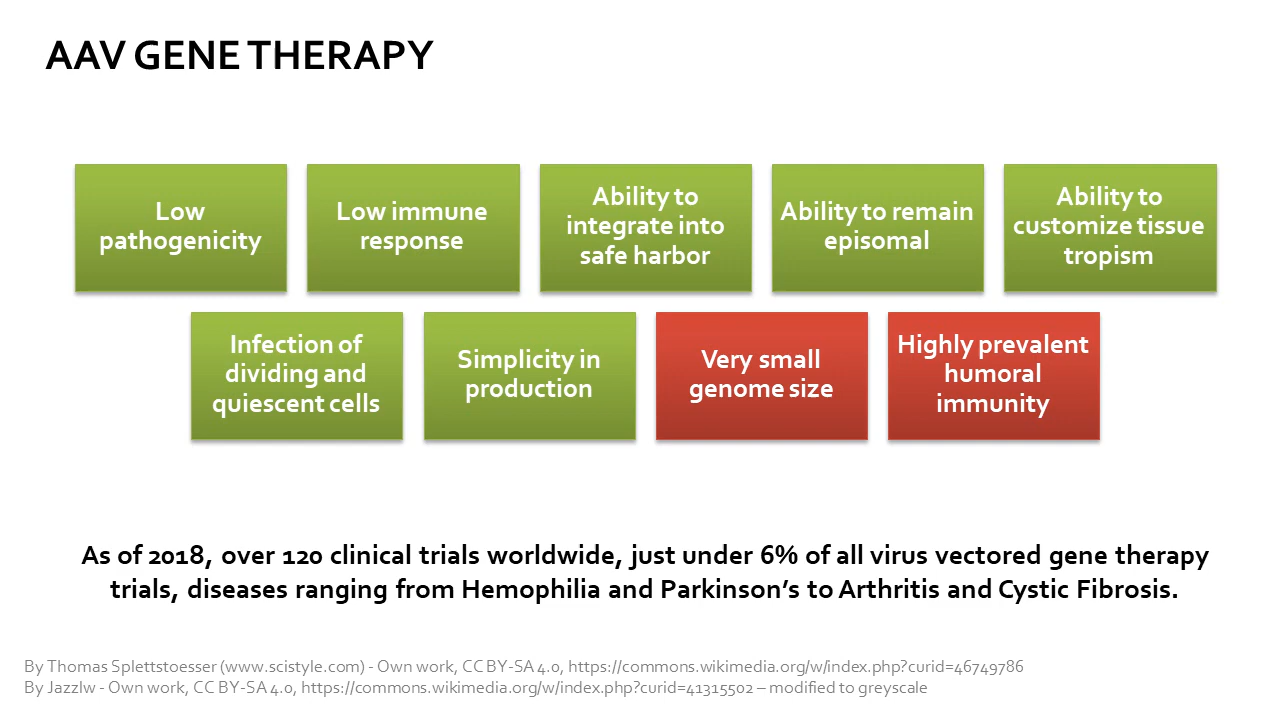 AAV GENE THERAPY
Low
pathogenicity
Low immune
response
Ability to
integrate into
safe harbor
Ability to remain
episomal
Ability to
customize tissue
tropism
Infection of
dividing and
quiescent cells
Simplicity in
production
Very small
genome size
Highly prevalent
humoral
immunity
As of 2018, over 120 clinical trials worldwide, just under 6% of all virus vectored gene therapy
trials, diseases ranging from Hemophilia and Parkinson’s to Arthritis and Cystic Fibrosis.
By Thomas Splettstoesser (www.scistyle.com) - Own work, CC BY-SA 4.0, https://commons.wikimedia.org/w/index.php?curid=46749786
By Jazzlw - Own work, CC BY-SA 4.0, https://commons.wikimedia.org/w/index.php?curid=41315502 – modified to greyscale